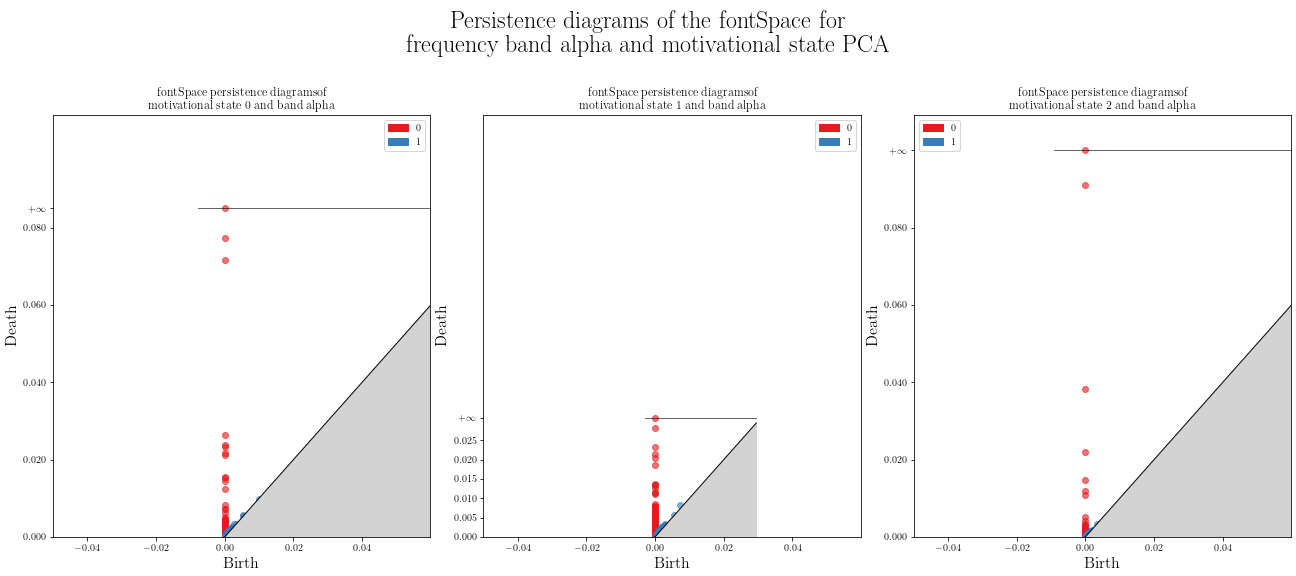 Persistence diagrams of the fontSpace for
frequency band alpha and motivational state PCA
fontSpace persistence diagramsof
motivational state 0 and band alpha
0
1
+∞
0.080
0.060
0.040
0.020
0.000
Death
−0.04
−0.02
0.00
0.02
0.04
Birth
fontSpace persistence diagramsof
motivational state 1 and band alpha
0
1
+∞
0.025
0.020
0.015
0.010
0.005
0.000
Death
−0.04
−0.02
0.00
0.02
0.04
Birth
fontSpace persistence diagramsof
motivational state 2 and band alpha
0
1
+∞
0.080
0.060
0.040
0.020
0.000
Death
−0.04
−0.02
0.00
0.02
0.04
Birth